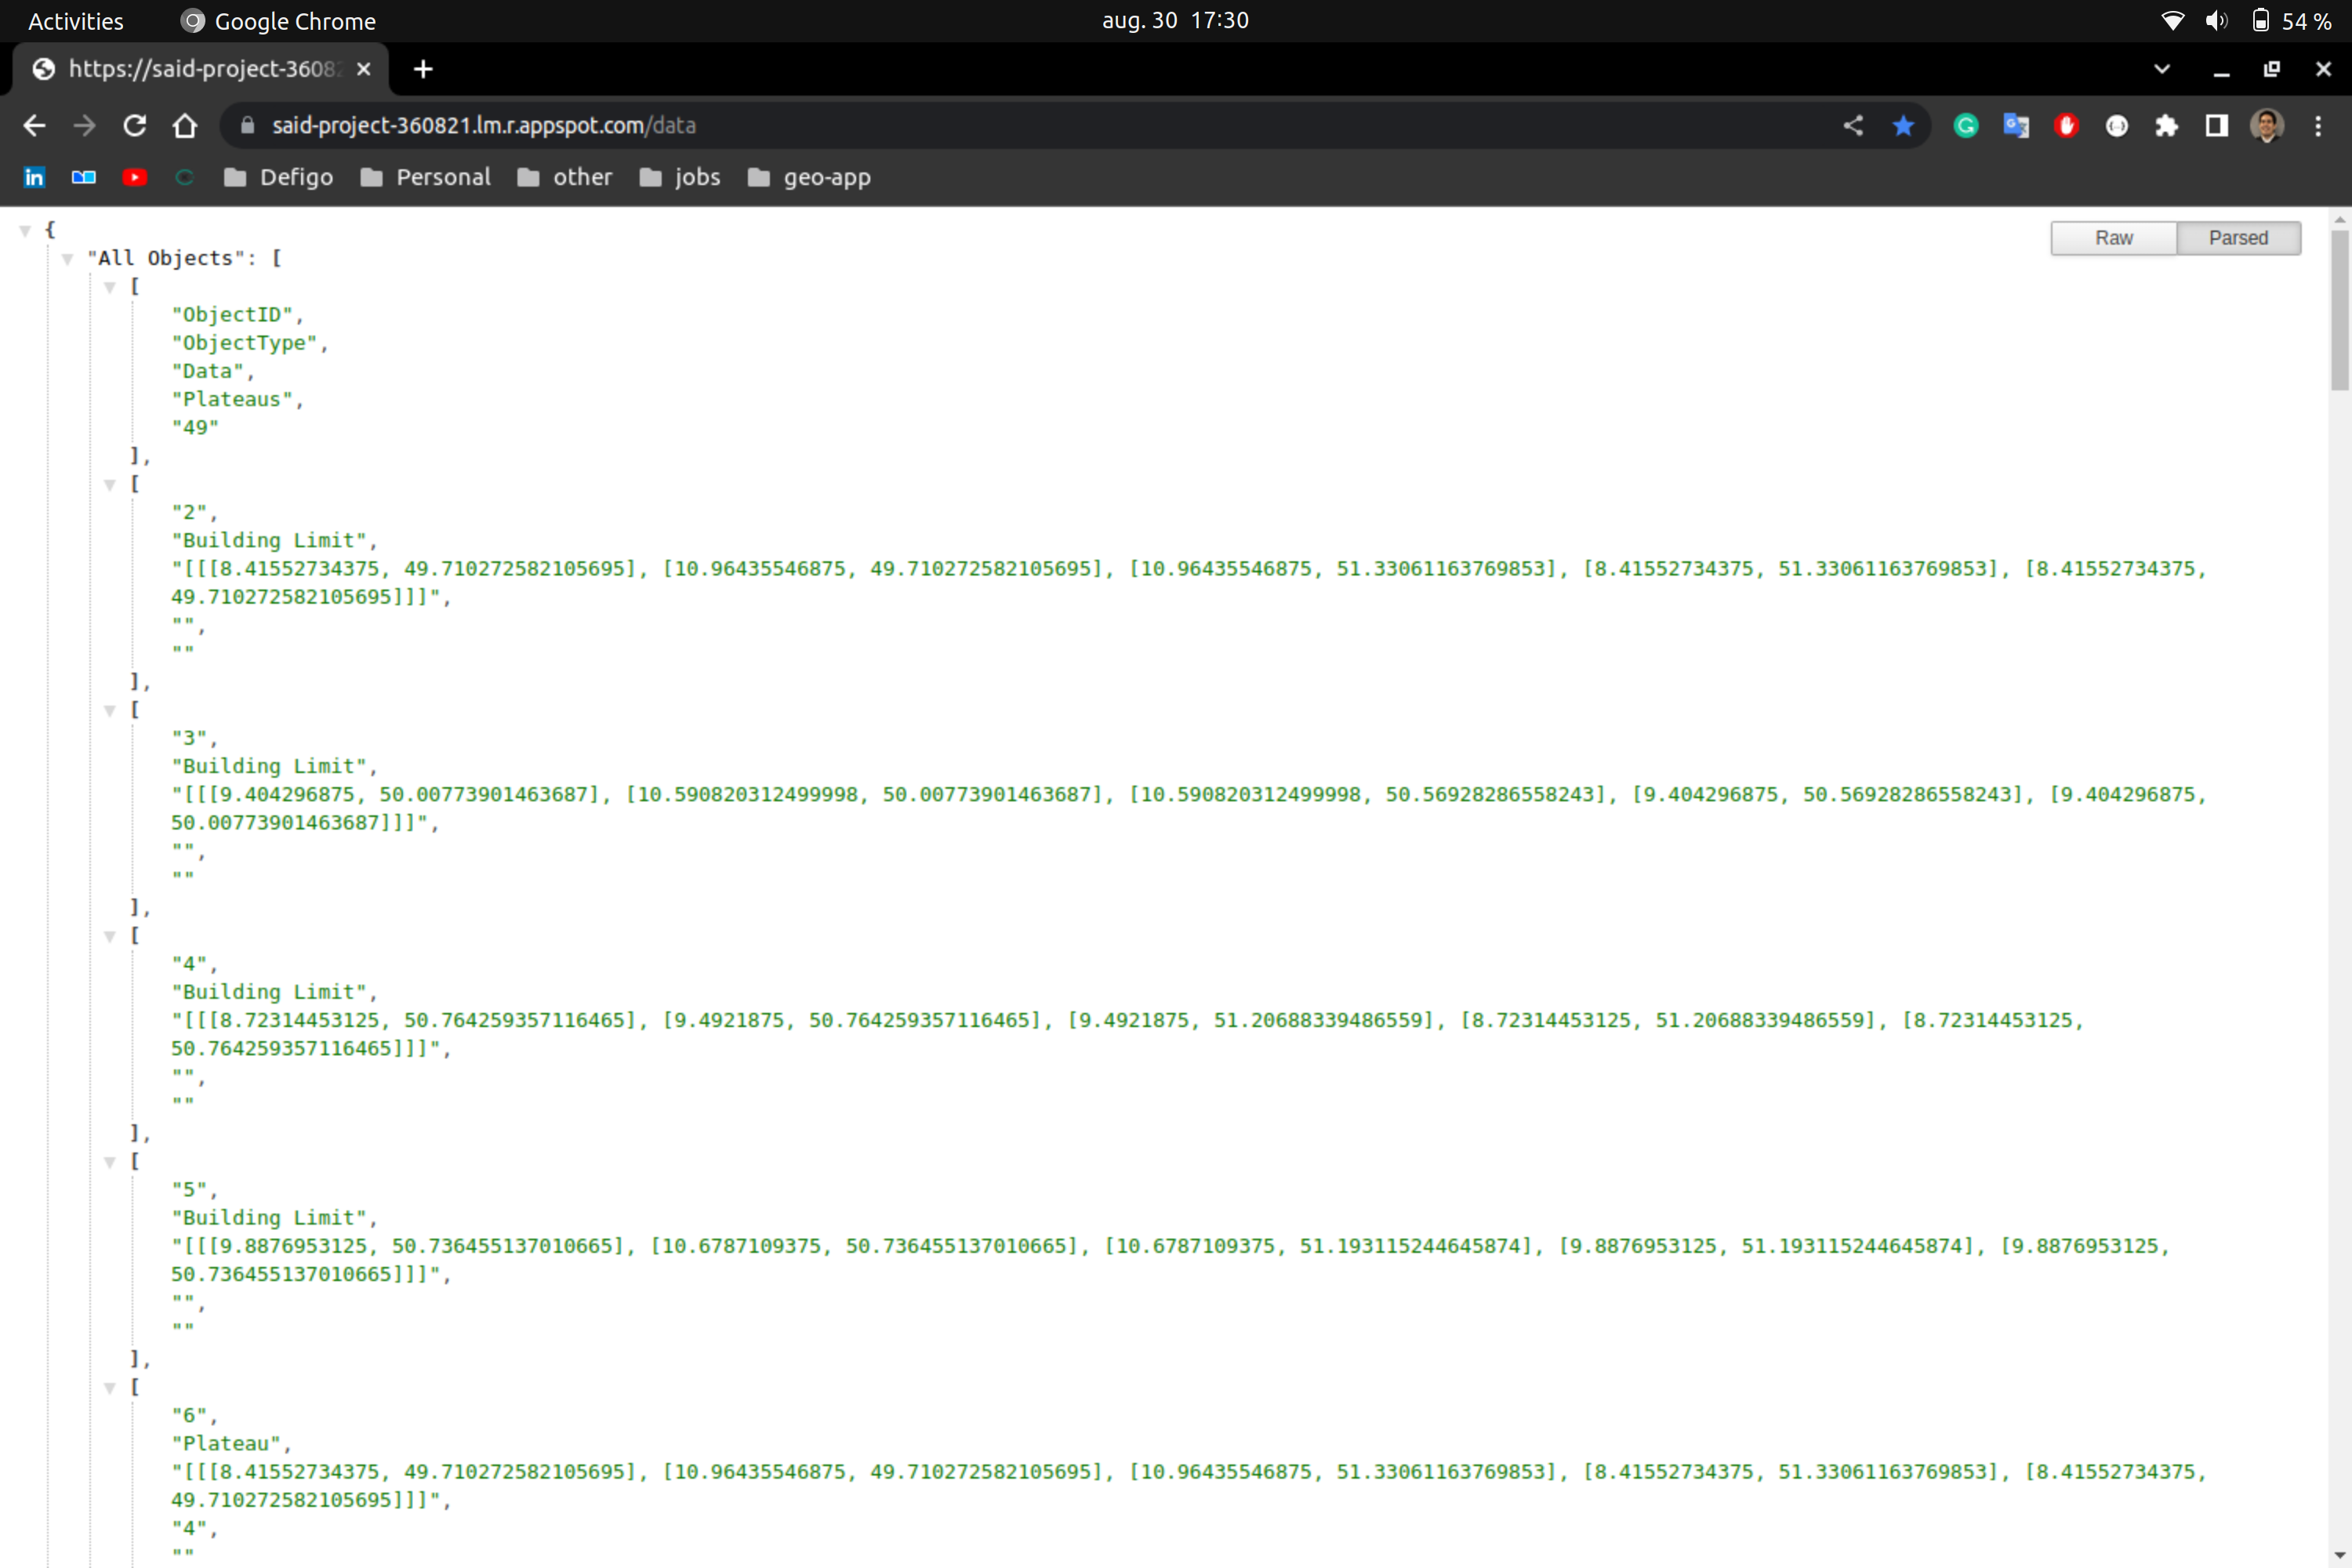 Activities
Google Chrome
aug. 30 17:30
54 %
https://said-project-3608
said-project-360821.lm.r.appspot.com/data
in
Defigo
Personal
other
jobs
geo-app
Raw
Parsed
{
"All Objects": [
[
"ObjectID",
"ObjectType",
"Data",
"Plateaus",
"49"
],
[
"2",
"Building Limit",
"[[[8.41552734375, 49.710272582105695], [10.96435546875, 49.710272582105695], [10.96435546875, 51.33061163769853], [8.41552734375, 51.33061163769853], [8.41552734375,
49.710272582105695]]]",
"",
""
],
[
"3",
"Building Limit",
"[[[9.404296875, 50.00773901463687], [10.590820312499998, 50.00773901463687], [10.590820312499998, 50.56928286558243], [9.404296875, 50.56928286558243], [9.404296875,
50.00773901463687]]]",
"",
""
],
[
"4",
"Building Limit",
"[[[8.72314453125, 50.764259357116465], [9.4921875, 50.764259357116465], [9.4921875, 51.20688339486559], [8.72314453125, 51.20688339486559], [8.72314453125,
50.764259357116465]]]",
"",
""
],
[
"5",
"Building Limit",
"[[[9.8876953125, 50.736455137010665], [10.6787109375, 50.736455137010665], [10.6787109375, 51.193115244645874], [9.8876953125, 51.193115244645874], [9.8876953125,
50.736455137010665]]]",
"",
""
],
[
"6",
"Plateau",
"[[[8.41552734375, 49.710272582105695], [10.96435546875, 49.710272582105695], [10.96435546875, 51.33061163769853], [8.41552734375, 51.33061163769853], [8.41552734375,
49.710272582105695]]]",
"4",
""